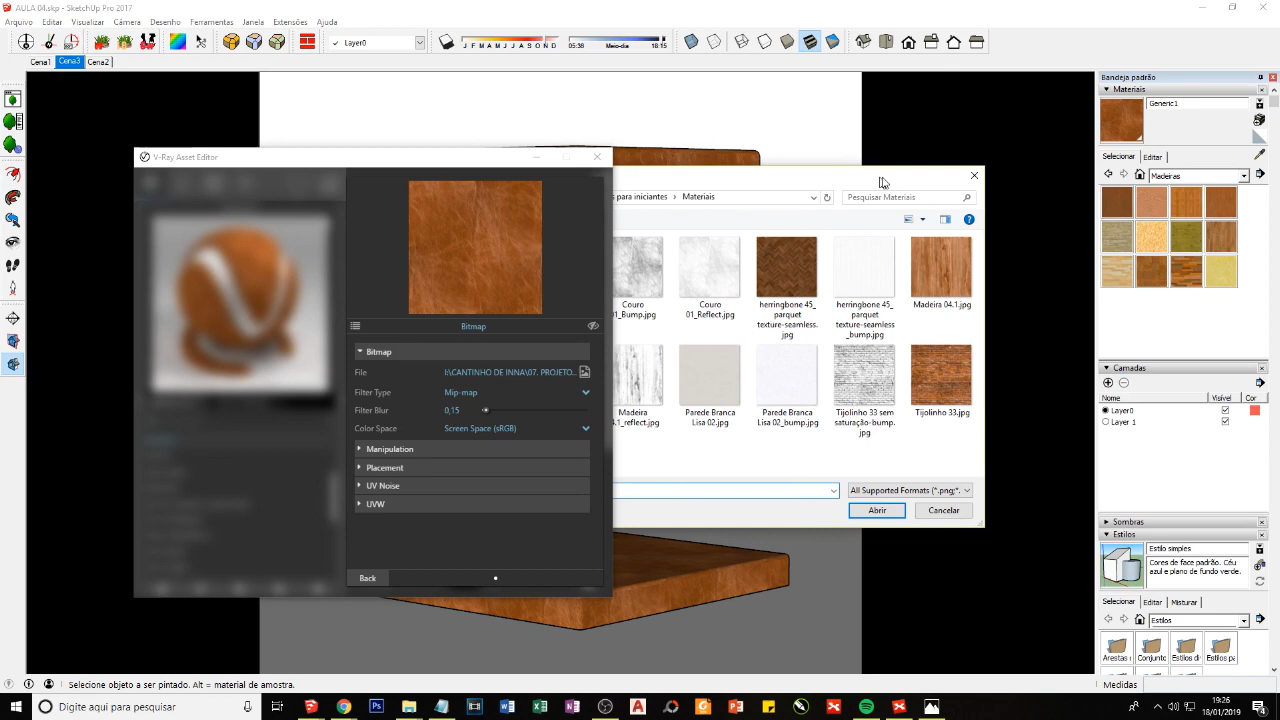 AULA 04.skp - SketchUp Pro 2017
Arquivo Editar Visualizar Câmera Desenho Ferramentas Janela Extensões Ajuda
Layer0
J F M A M J J A S O N D
05:38 Meio-dia 18:15
Cena1 Cena3 Cena2
Bandeja padrão
Materiais
Generic1
Selecionar Editar
Madeiras
V-Ray Asset Editor
s para iniciantes > Materiais
Pesquisar Materiais
Couro
01_Bump.jpg
Couro
01_Reflect.jpg
herringbone 45_
parquet
texture-seamless.
jpg
herringbone 45_
parquet
texture-seamless
_bump.jpg
Madeira 04.1.jpg
Bitmap
Bitmap
File I:\CANTINHO DE INNA\07. PROJETO...
Filter Type Mip-map
Filter Blur 0,15
Color Space Screen Space (sRGB)
Manipulation
Placement
UV Noise
UVW
Back
Madeira
4.1_reflect.jpg
Parede Branca
Lisa 02.jpg
Parede Branca
Lisa 02_bump.jpg
Tijolinho 33 sem
saturação-bump.
jpg
Tijolinho 33.jpg
All Supported Formats (*.png;*.
Abrir Cancelar
Camadas
Nome Visível Cor
Layer0
Layer 1
Sombras
Estilos
Estilo simples
Cores de face padrão. Céu
azul e plano de fundo verde.
Selecionar Editar Misturar
Estilos
Arestas r Conjunto Estilos di Estilos pa
Selecione objeto a ser pintado. Alt = material de amostra.
Medidas
Digite aqui para pesquisar
19:26
18/01/2019